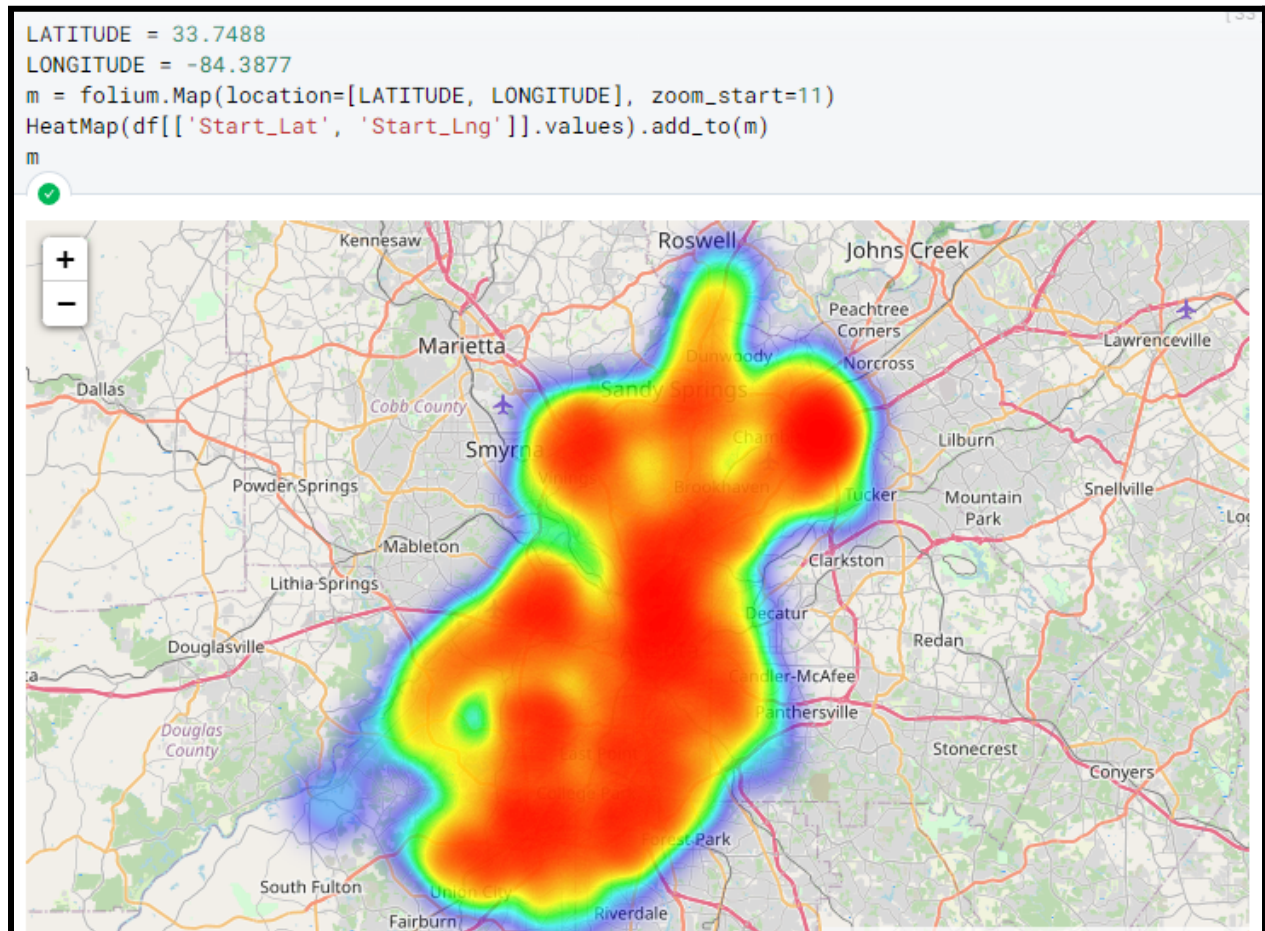 [33
LATITUDE = 33.7488
LONGITUDE = -84.3877
m = folium.Map(location=[LATITUDE, LONGITUDE], zoom_start=11)
HeatMap(df[['Start_Lat', 'Start_Lng']].values).add_to(m)
m
+
−
Kennesaw
Roswell
Johns Creek
Peachtree
Corners
Marietta
Dunwoody
Norcross
Lawrenceville
Dallas
Sandy Springs
Cobb County
Smyrna
Lilburn
Vinings
Brookhaven
Powder Springs
Tucker
Mountain
Park
Snellville
Mableton
Clarkston
Lithia Springs
Decatur
Douglasville
Redan
Candler-McAfee
Panthersville
Douglas
County
Stonecrest
East Point
Conyers
Forest Park
South Fulton
Union City
Fairburn
Riverdale